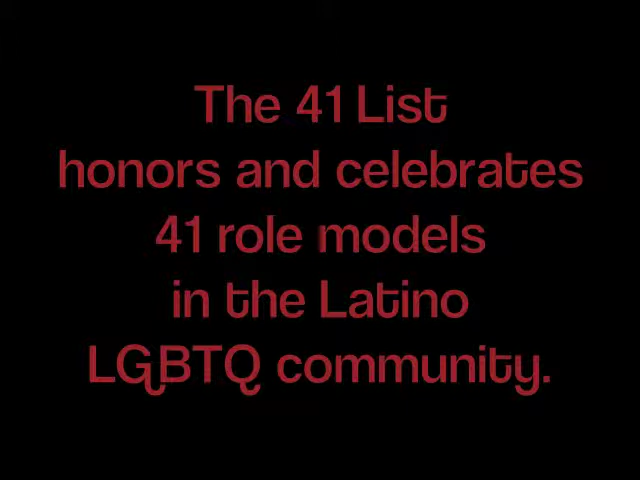 The 41 List
honors and celebrates
41 role models
in the Latino
LGBTQ community.